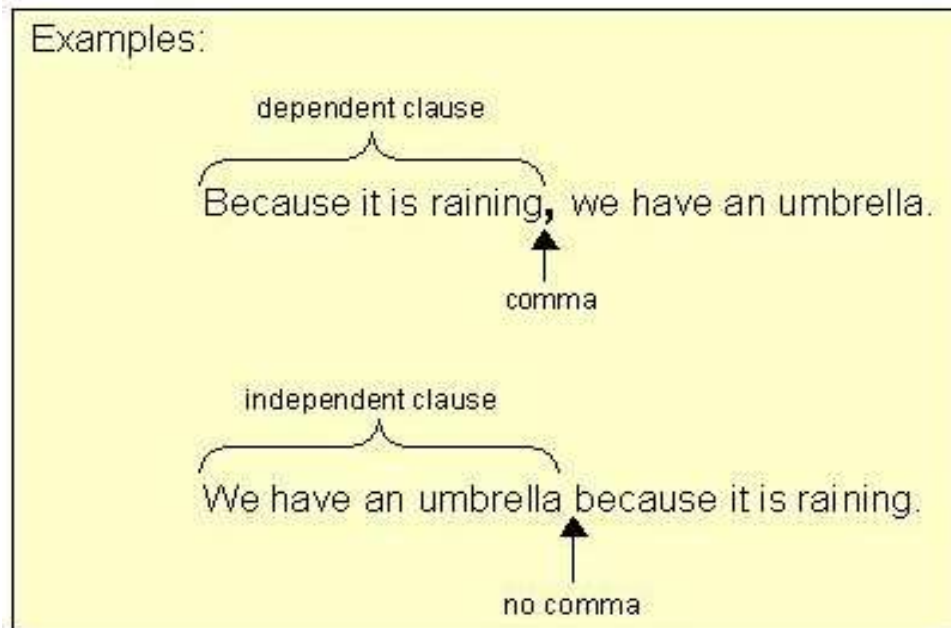 Examples:
dependent clause
Because it is raining, we have an umbrella.
comma
independent clause
We have an umbrella because it is raining.
no comma